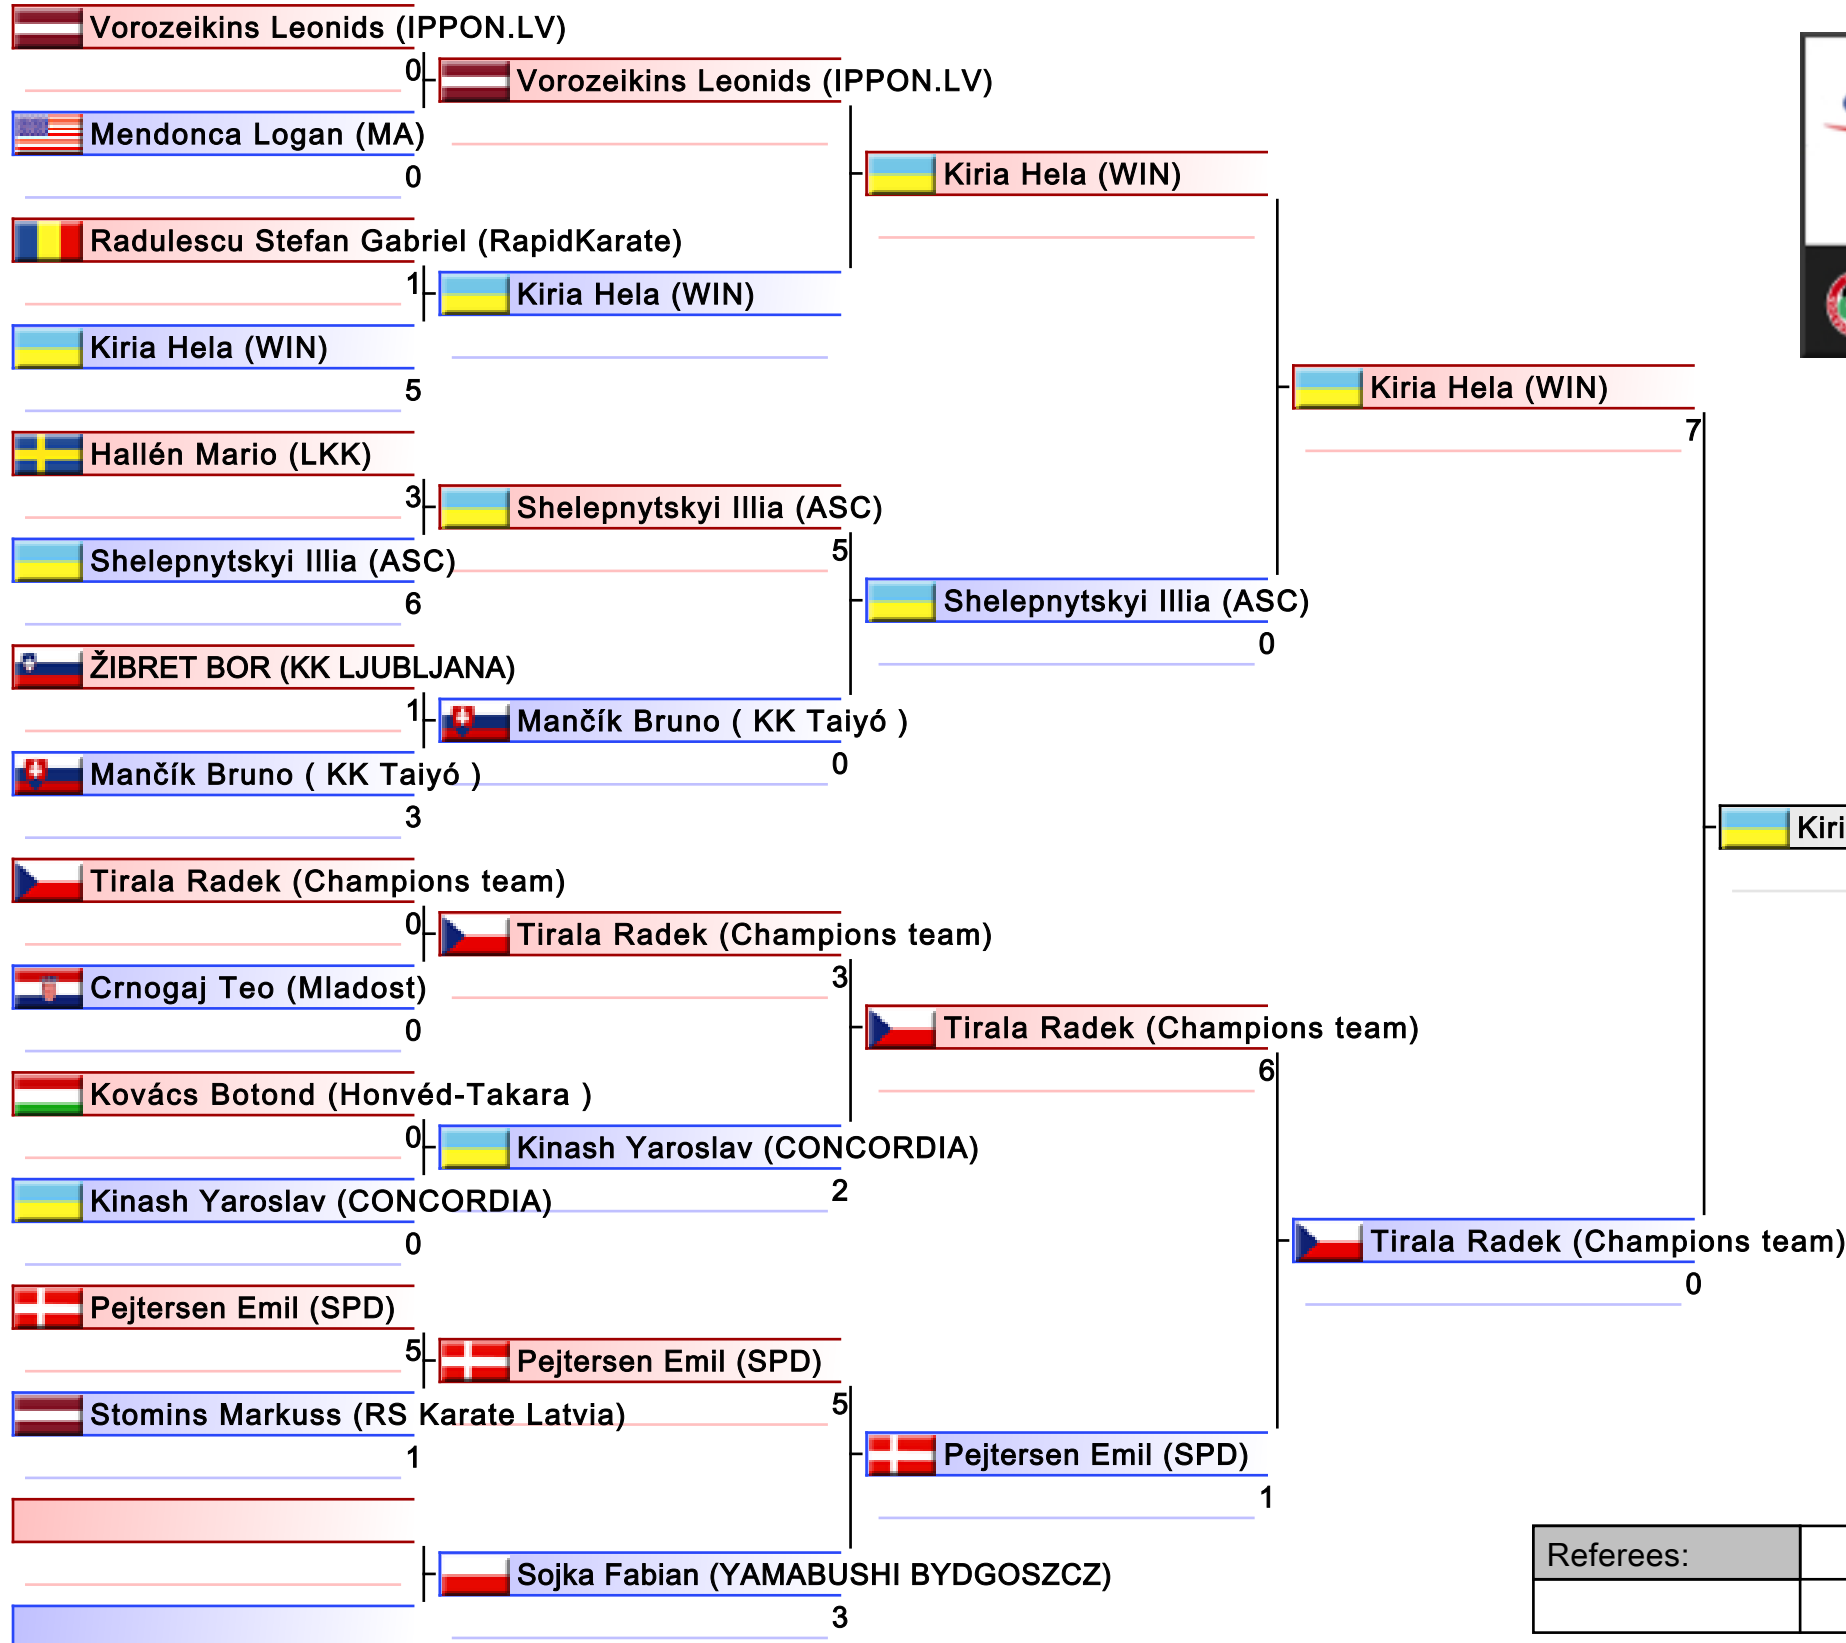 Vorozeikins Leonids (IPPON.LV)
0
Mendonca Logan (MA)
0
Radulescu Stefan Gabriel (RapidKarate)
1
Kiria Hela (WIN)
5
Hallén Mario (LKK)
3
Shelepnytskyi Illia (ASC)
6
ŽIBRET BOR (KK LJUBLJANA)
1
Mančík Bruno ( KK Taiyó )
3
Tirala Radek (Champions team)
0
Crnogaj Teo (Mladost)
0
Kovács Botond (Honvéd-Takara )
0
Kinash Yaroslav (CONCORDIA)
0
Pejtersen Emil (SPD)
5
Stomins Markuss (RS Karate Latvia)
1
Vorozeikins Leonids (IPPON.LV)
Kiria Hela (WIN)
Shelepnytskyi Illia (ASC)
5
Mančík Bruno ( KK Taiyó )
0
Tirala Radek (Champions team)
3
Kinash Yaroslav (CONCORDIA)
2
Pejtersen Emil (SPD)
5
Sojka Fabian (YAMABUSHI BYDGOSZCZ)
3
Kiria Hela (WIN)
Shelepnytskyi Illia (ASC)
0
Tirala Radek (Champions team)
6
Pejtersen Emil (SPD)
1
Kiria Hela (WIN)
7
Tirala Radek (Champions team)
0
Kiri
Referees: